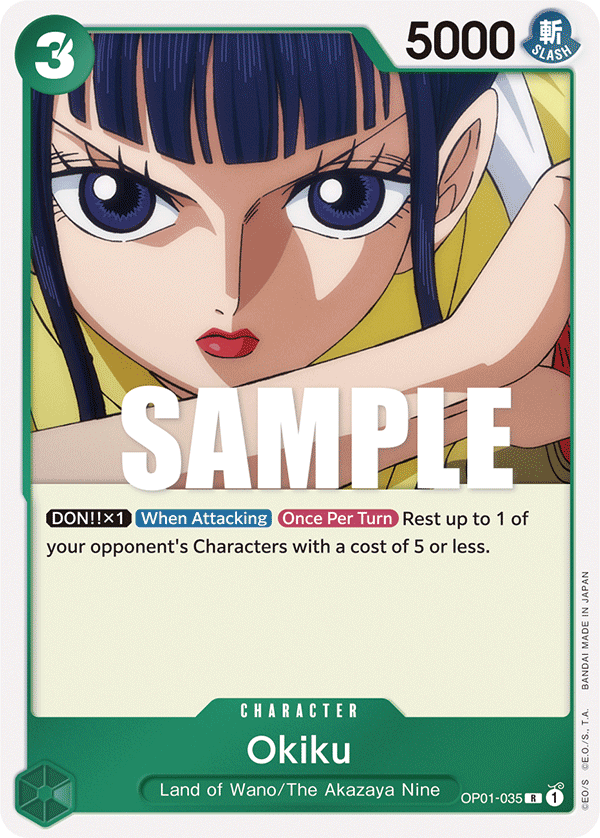 3
5000
斬
SLASH
SAMPLE
DON!!×1 When Attacking Once Per Turn Rest up to 1 of
your opponent's Characters with a cost of 5 or less.
CHARACTER
Okiku
Land of Wano/The Akazaya Nine
OP01-035 R 1
©E.O/S ©E.O./S., T.A. BANDAI MADE IN JAPAN